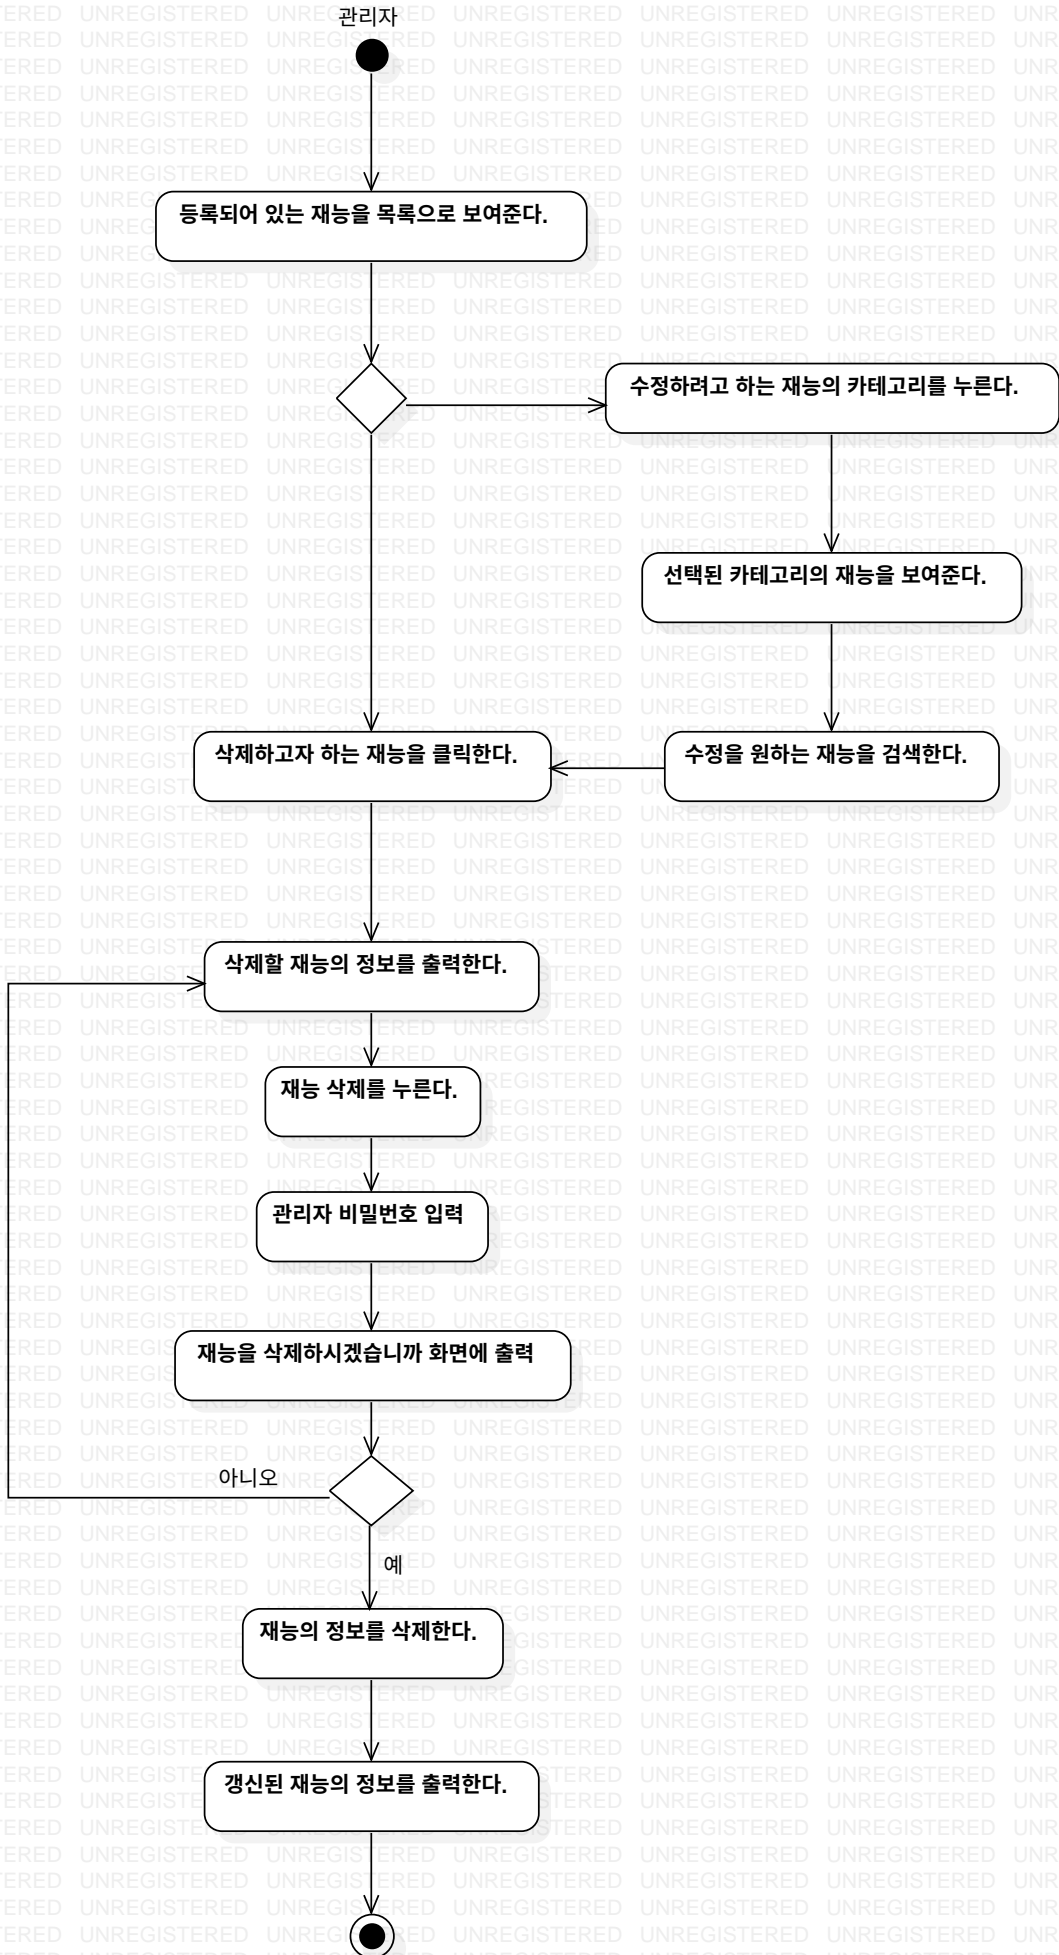 관리자
등록되어 있는 재능을 목록으로 보여준다.
수정하려고 하는 재능의 카테고리를 누른다.
선택된 카테고리의 재능을 보여준다.
삭제하고자 하는 재능을 클릭한다.
수정을 원하는 재능을 검색한다.
삭제할 재능의 정보를 출력한다.
재능 삭제를 누른다.
관리자 비밀번호 입력
재능을 삭제하시겠습니까 화면에 출력
아니오
예
재능의 정보를 삭제한다.
갱신된 재능의 정보를 출력한다.